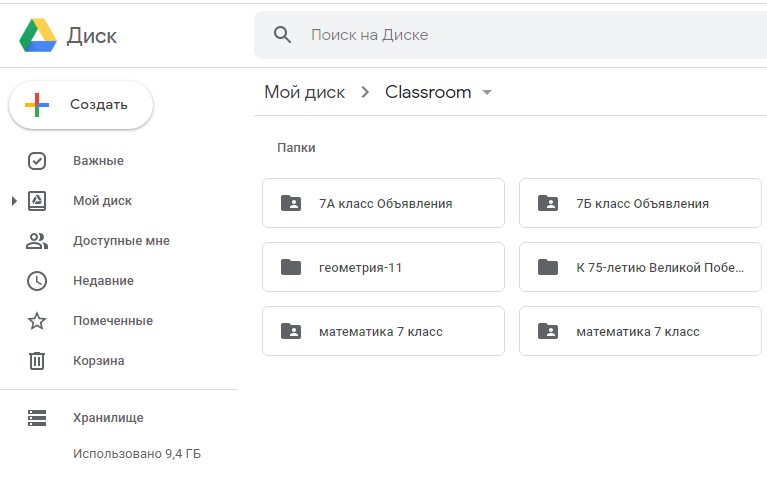 Диск
Поиск на Диске
Создать
Мой диск
Classroom
Важные
Мой диск
Доступные мне
Недавние
Помеченные
Корзина
Хранилище
Использовано 9,4 ГБ
Папки
7А класс Объявления
7Б класс Объявления
геометрия-11
К 75-летию Великой Побе...
математика 7 класс
математика 7 класс